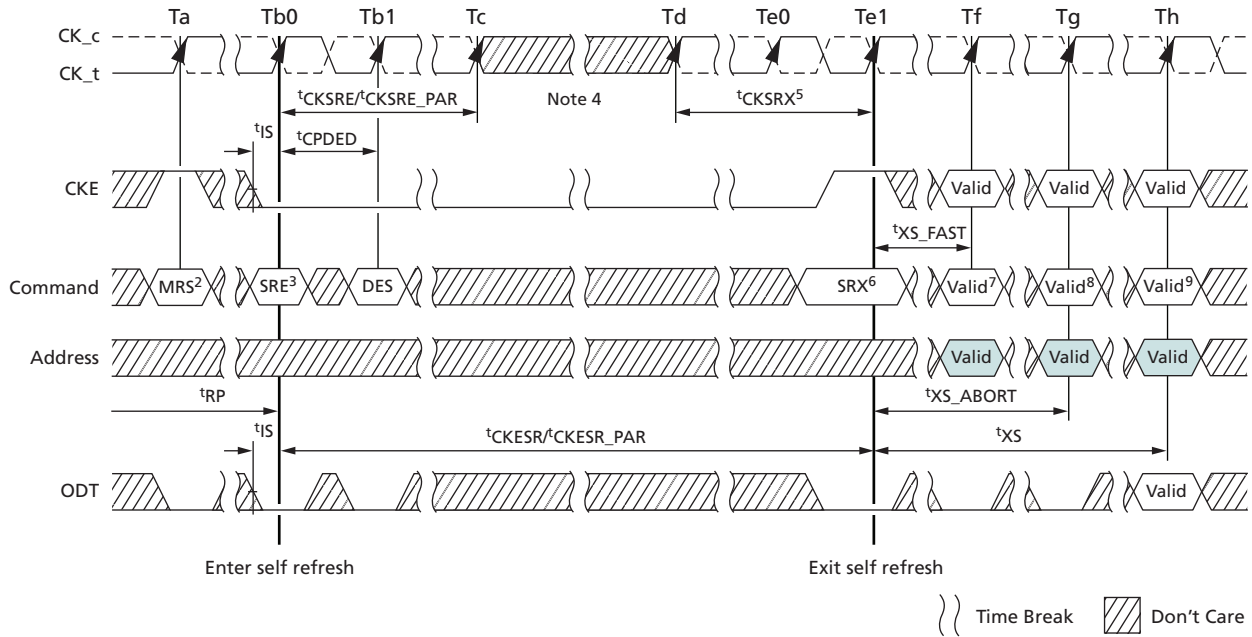 Ta Tb0 Tb1 Tc Td Te0 Te1 Tf Tg Th
CK_c
CK_t
tCKSRE/tCKSRE_PAR Note 4 tCKSRX5
tIS tCPDED
CKE Valid Valid Valid
tXS_FAST
Command MRS2 SRE3 DES SRX6 Valid7 Valid8 Valid9
Address Valid Valid Valid
tRP tXS_ABORT
tIS tCKESR/tCKESR_PAR tXS
ODT Valid
Enter self refresh Exit self refresh
Time Break Don't Care